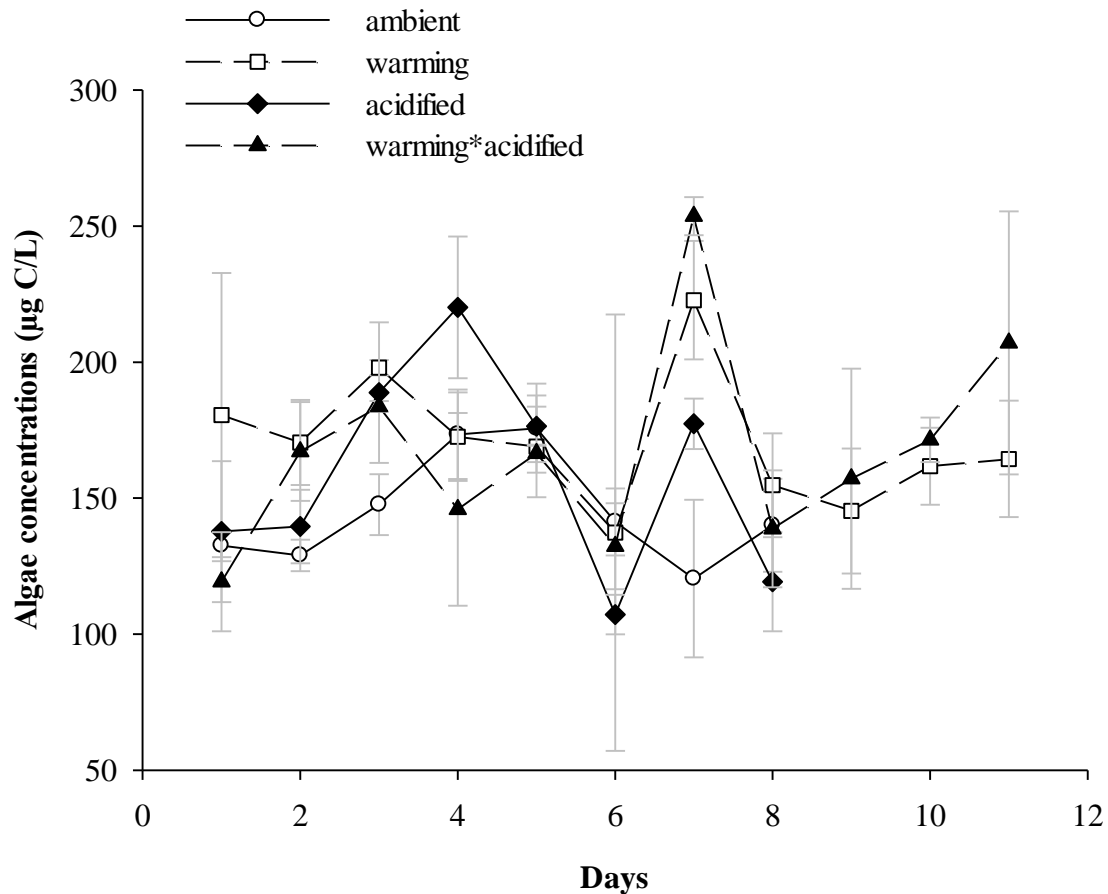 ambient
warming
acidified
warming*acidified
300
250
200
150
100
50
Algae concentrations (µg C/L)
0 2 4 6 8 10 12
Days